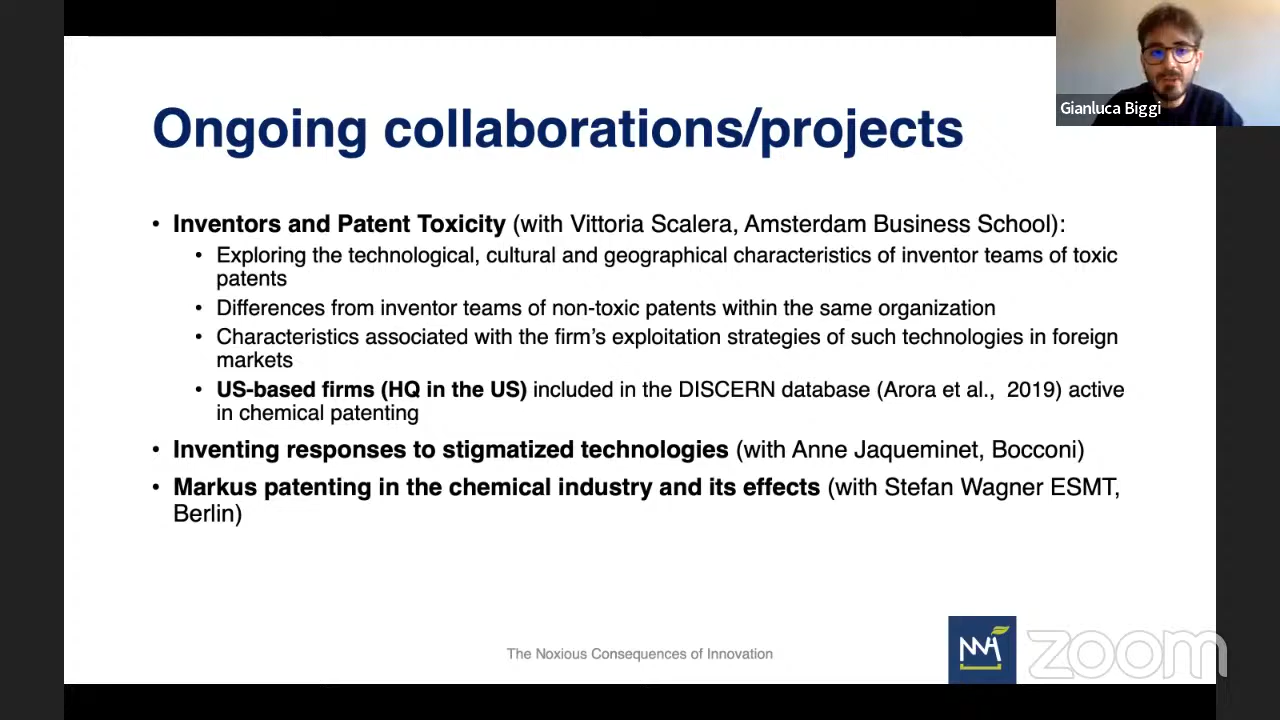 Ongoing collaborations/projects
Gianluca Biggi
• Inventors and Patent Toxicity (with Vittoria Scalera, Amsterdam Business School):
• Exploring the technological, cultural and geographical characteristics of inventor teams of toxic
patents
• Differences from inventor teams of non-toxic patents within the same organization
• Characteristics associated with the firm’s exploitation strategies of such technologies in foreign
markets
• US-based firms (HQ in the US) included in the DISCERN database (Arora et al., 2019) active
in chemical patenting
• Inventing responses to stigmatized technologies (with Anne Jaqueminet, Bocconi)
• Markus patenting in the chemical industry and its effects (with Stefan Wagner ESMT,
Berlin)
The Noxious Consequences of Innovation
zoom